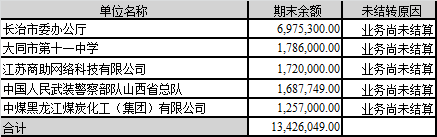 单位名称 期末余额 未结转原因
长治市委办公厅 6,975,300.00 业务尚未结算
大同市第十一中学 1,786,000.00 业务尚未结算
江苏商助网络科技有限公司 1,720,000.00 业务尚未结算
中国人民武装警察部队山西省总队 1,687,749.00 业务尚未结算
中煤黑龙江煤炭化工（集团）有限公司 1,257,000.00 业务尚未结算
合计 13,426,049.00